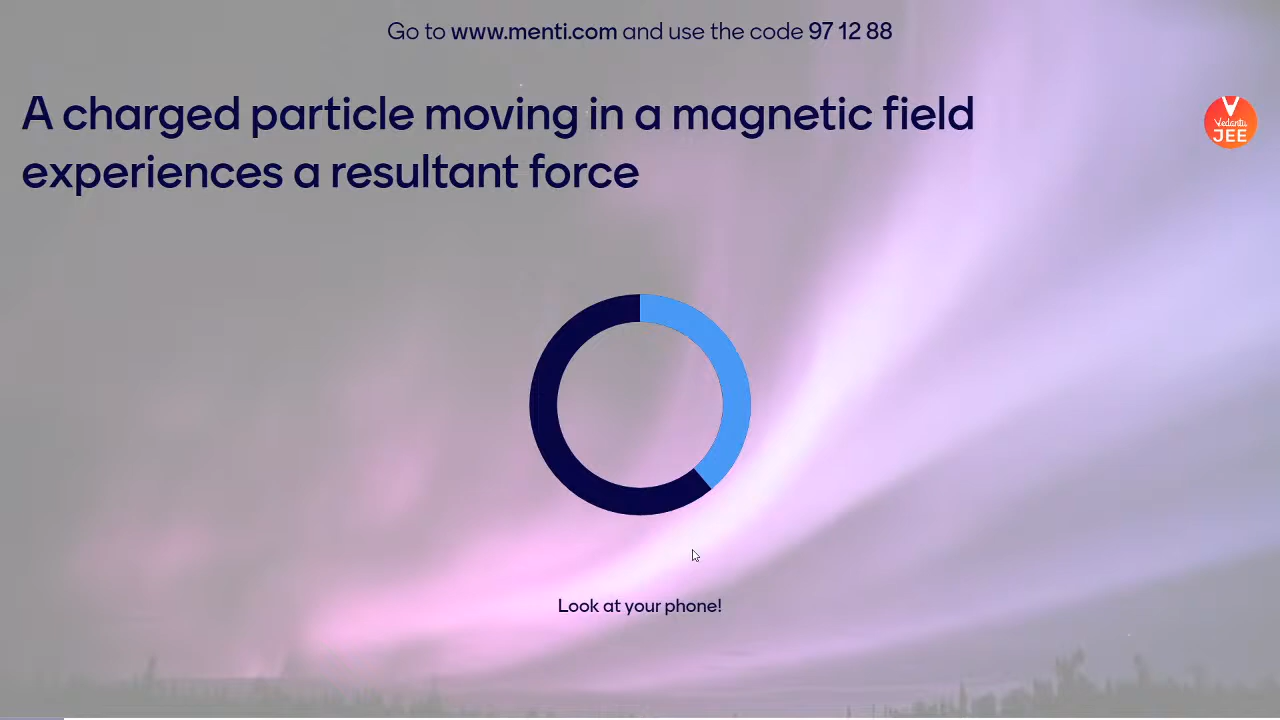 Go to www.menti.com and use the code 97 12 88
A charged particle moving in a magnetic field
experiences a resultant force
Vedantu
JEE
Look at your phone!